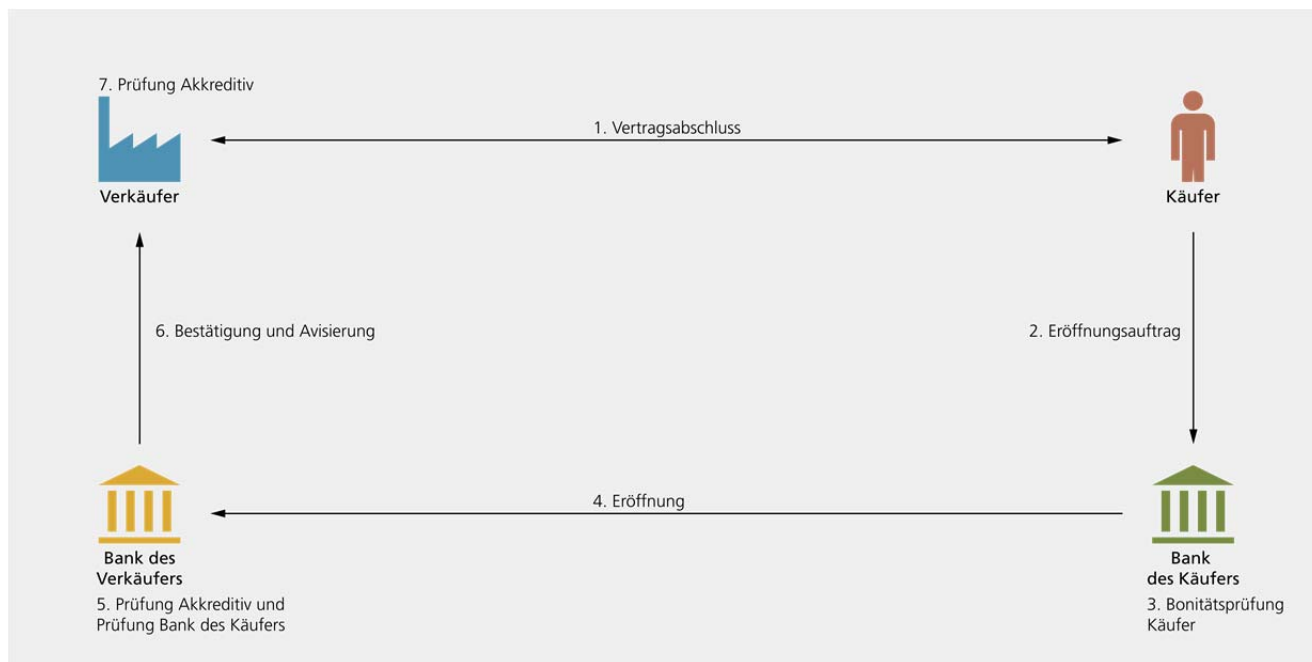 7. Prüfung Akkreditiv
1. Vertragsabschluss
Verkäufer
Käufer
6. Bestätigung und Avisierung
2. Eröffnungsauftrag
4. Eröffnung
Bank des
Verkäufers
5. Prüfung Akkreditiv und
Prüfung Bank des Käufers
Bank
des Käufers
3. Bonitätsprüfung
Käufer